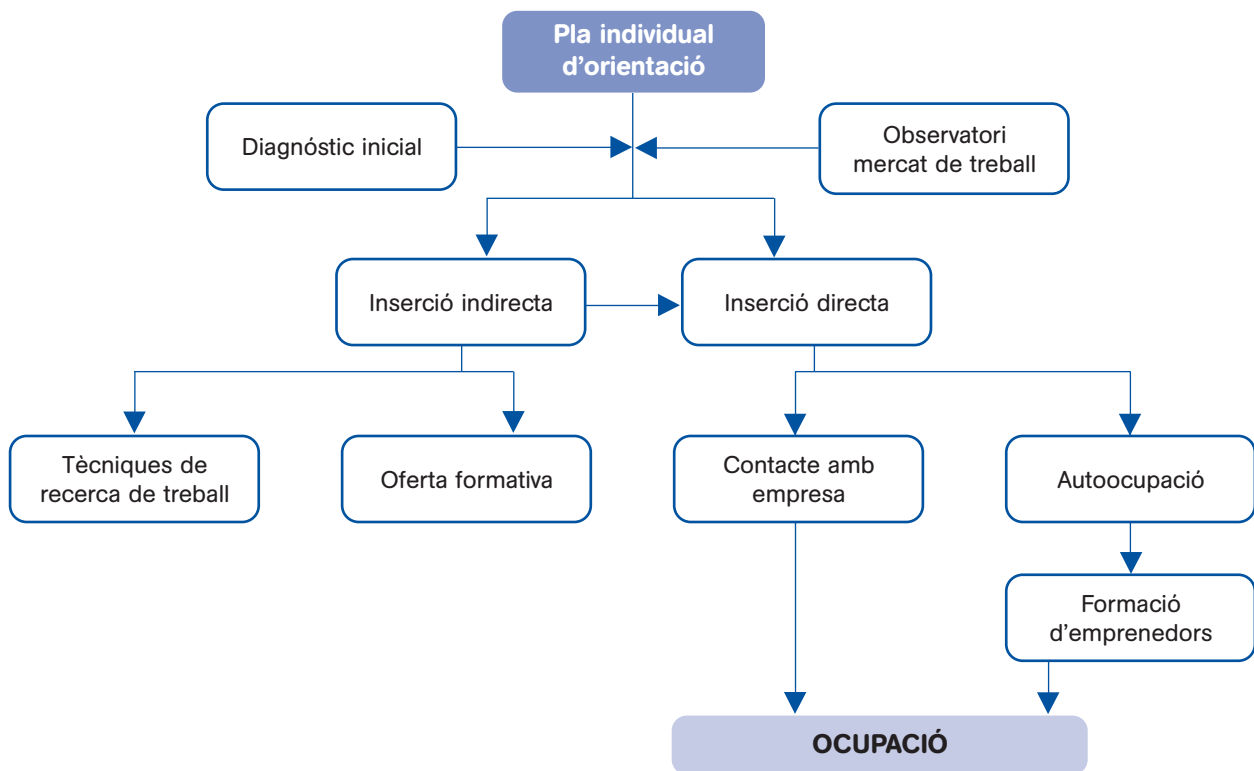 Pla individual
d’orientació
Diagnóstic inicial
Observatori
mercat de treball
Inserció indirecta
Inserció directa
Tècniques de
recerca de treball
Oferta formativa
Contacte amb
empresa
Autoocupació
Formació
d’emprenedors
OCUPACIÓ